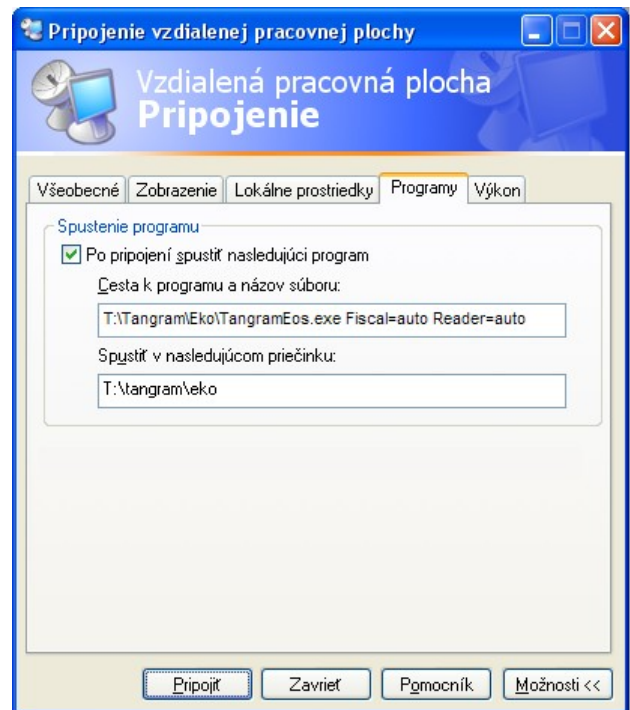 Pripojenie vzdialenej pracovnej plochy
Vzdialená pracovná plocha
Pripojenie
Všeobecné Zobrazenie Lokálne prostriedky Programy Výkon
Spustenie programu
Po pripojení spustiť nasledujúci program
Cesta k programu a názov súboru:
T:\Tangram\Eko\TangramEos.exe Fiscal=auto Reader=auto
Spustiť v nasledujúcom priečinku:
T:\tangram\eko
Pripojiť Zavrieť Pomocník Možnosti <<